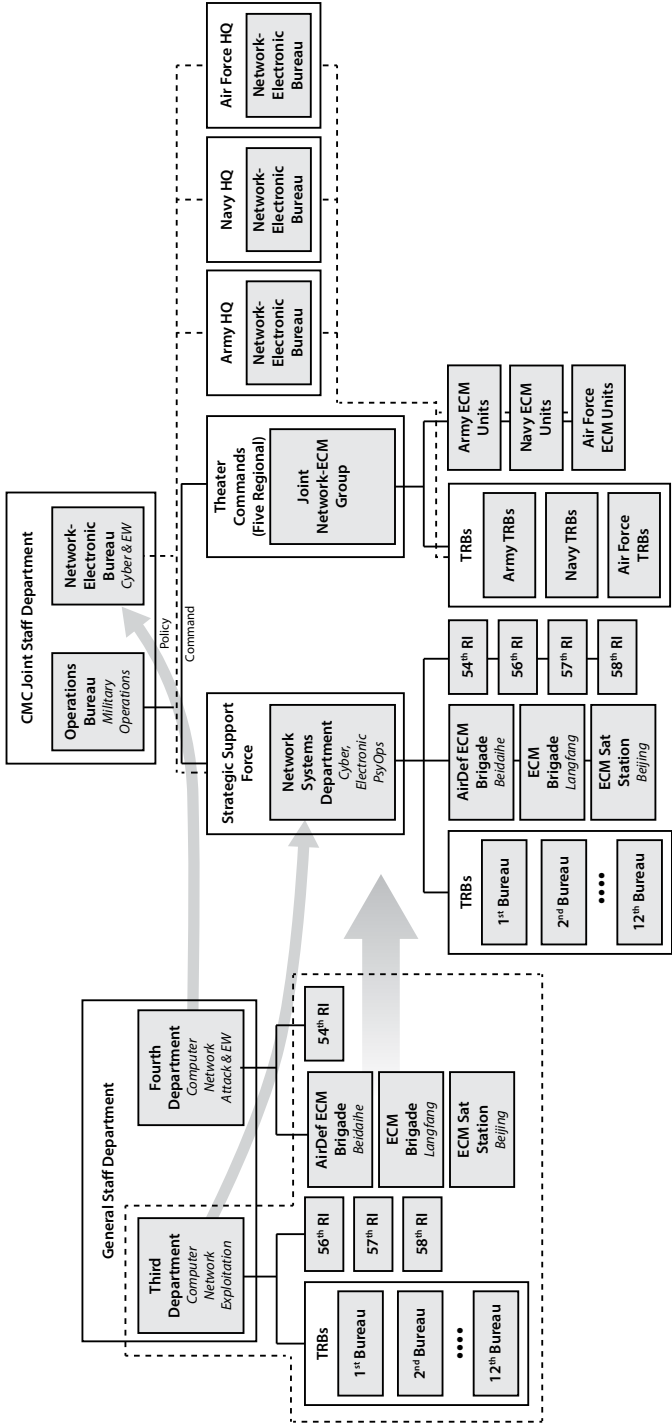 General Staff Department
Third
Department
Computer
Network
Exploitation
Fourth
Department
Computer
Network
Attack & EW
TRBs
1st Bureau
2nd Bureau
••••
12th Bureau
56th RI
57th RI
58th RI
AirDef ECM
Brigade
Beidaihe
ECM
Brigade
Langfang
ECM Sat
Station
Beijing
54th RI
CMC Joint Staff Department
Operations
Bureau
Military
Operations
Network-
Electronic
Bureau
Cyber & EW
Policy
Command
Strategic Support
Force
Network
Systems
Department
Cyber,
Electronic
PsyOps
Theater
Commands
(Five Regional)
Joint
Network-ECM
Group
Army HQ
Network-
Electronic
Bureau
Navy HQ
Network-
Electronic
Bureau
Air Force HQ
Network-
Electronic
Bureau
TRBs
1st Bureau
2nd Bureau
••••
12th Bureau
AirDef ECM
Brigade
Beidaihe
ECM
Brigade
Langfang
ECM Sat
Station
Beijing
54th RI
56th RI
57th RI
58th RI
TRBs
Army TRBs
Navy TRBs
Air Force
TRBs
Army ECM
Units
Navy ECM
Units
Air Force
ECM Units